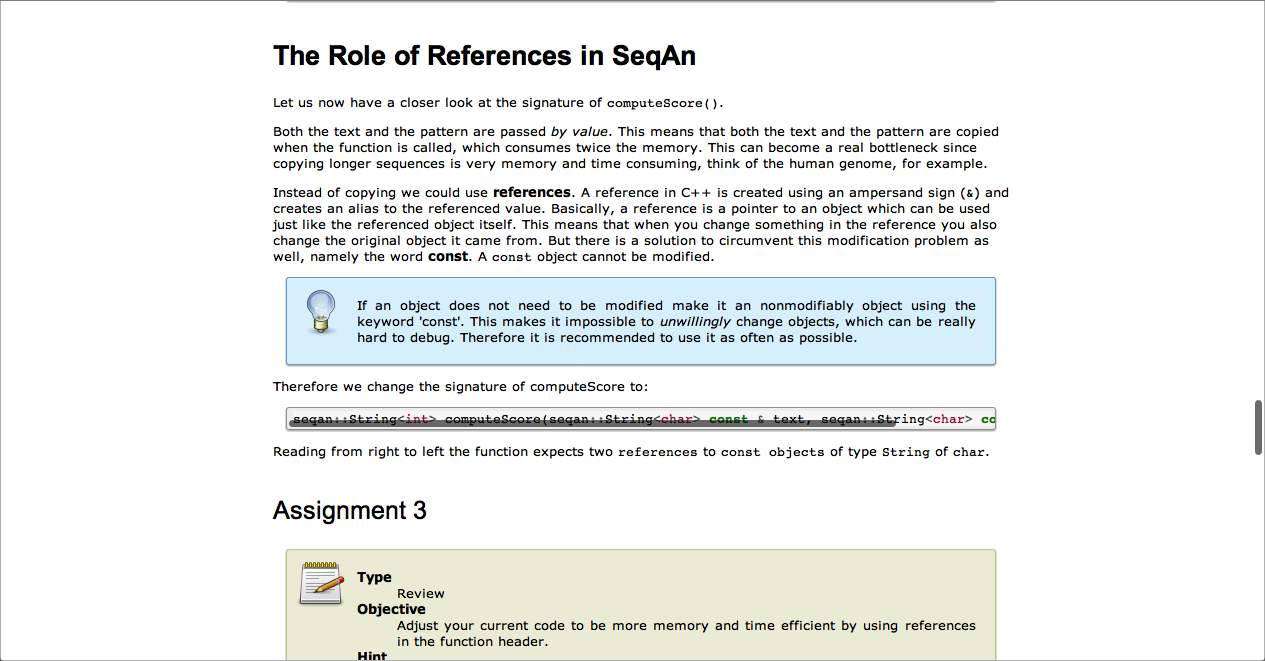 The Role of References in SeqAn
Let us now have a closer look at the signature of computeScore().
Both the text and the pattern are passed by value. This means that both the text and the pattern are copied
when the function is called, which consumes twice the memory. This can become a real bottleneck since
copying longer sequences is very memory and time consuming, think of the human genome, for example.
Instead of copying we could use references. A reference in C++ is created using an ampersand sign (&) and
creates an alias to the referenced value. Basically, a reference is a pointer to an object which can be used
just like the referenced object itself. This means that when you change something in the reference you also
change the original object it came from. But there is a solution to circumvent this modification problem as
well, namely the word const. A const object cannot be modified.
If an object does not need to be modified make it an nonmodifiably object using the
keyword 'const'. This makes it impossible to unwillingly change objects, which can be really
hard to debug. Therefore it is recommended to use it as often as possible.
Therefore we change the signature of computeScore to:
seqan::String<int> computeScore(seqan::String<char> const & text, seqan::String<char> co
Reading from right to left the function expects two references to const objects of type String of char.
Assignment 3
Type
Review
Objective
Adjust your current code to be more memory and time efficient by using references
in the function header.
Hint